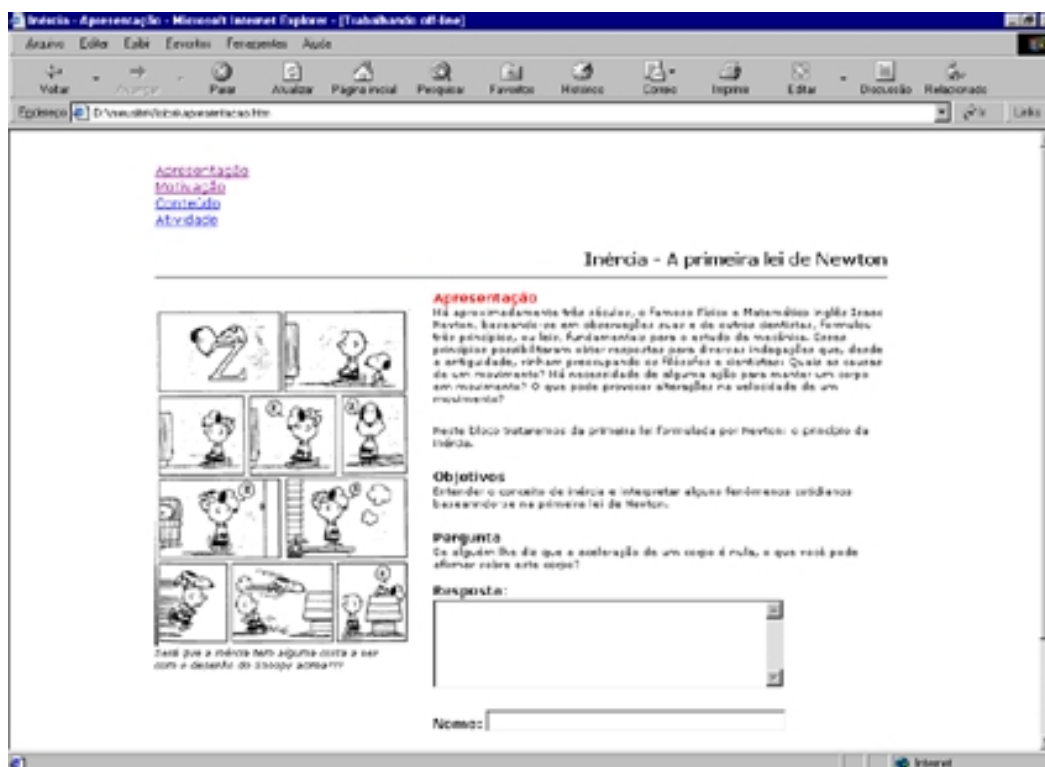 Inércia - Apresentação - Microsoft Internet Explorer - [Trabalhando off-line]
Arquivo Editar Exibir Favoritos Ferramentas Ajuda
Voltar Avançar Parar Atualizar Página inicial Pesquisar Favoritos Histórico Correio Imprimir Editar Discussão Relacionado
Endereço Ir Links
Apresentação
Motivação
Conteúdo
Atividade
Inércia - A primeira lei de Newton
Apresentação
Há aproximadamente três séculos, o famoso Físico e Matemático inglês Isaac
Newton, baseando-se em observações suas e de outros cientistas, formulou
três princípios, ou leis, fundamentais para o estudo da mecânica. Esses
princípios possibilitaram obter respostas para diversas indagações que, desde
a antiguidade, vinham preocupando os filósofos e cientistas: Quais as causas
de um movimento? Há necessidade de alguma ação para manter um corpo
em movimento? O que pode provocar alterações na velocidade de um
movimento?
Neste bloco trataremos da primeira lei formulada por Newton: o princípio da
inércia.
Objetivos
Entender o conceito de inércia e interpretar alguns fenômenos cotidianos
baseando-se na primeira lei de Newton.
Pergunta
Se alguém lhe diz que a aceleração de um corpo é nula, o que você pode
afirmar sobre este corpo?
Resposta:
Z
Será que a inércia tem alguma coisa a ver
com o desenho do Snoopy acima???
Nome:
Internet